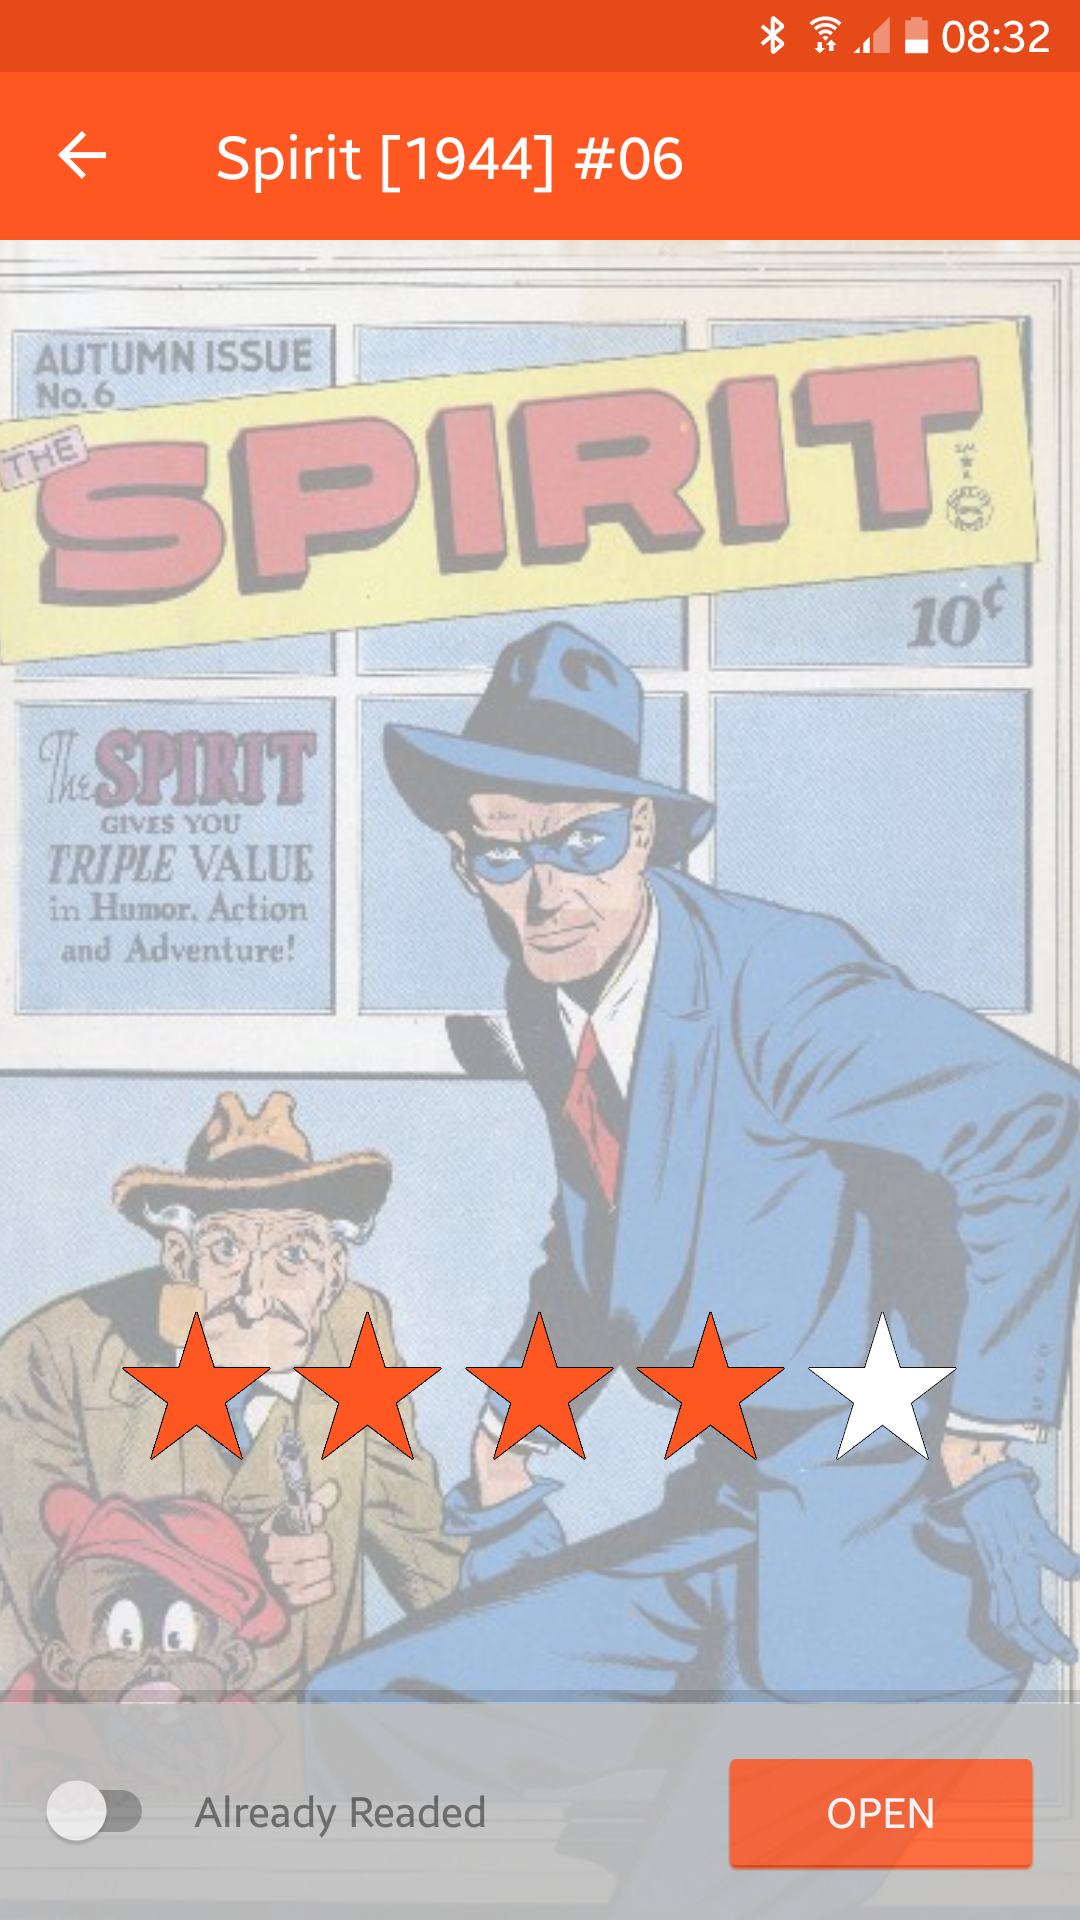 08:32
Spirit [1944] #06
AUTUMN ISSUE
No. 6
THE
SPIRIT
10¢
The SPIRIT
GIVES YOU
TRIPLE VALUE
in Humor, Action
and Adventure!
Already Readed
OPEN